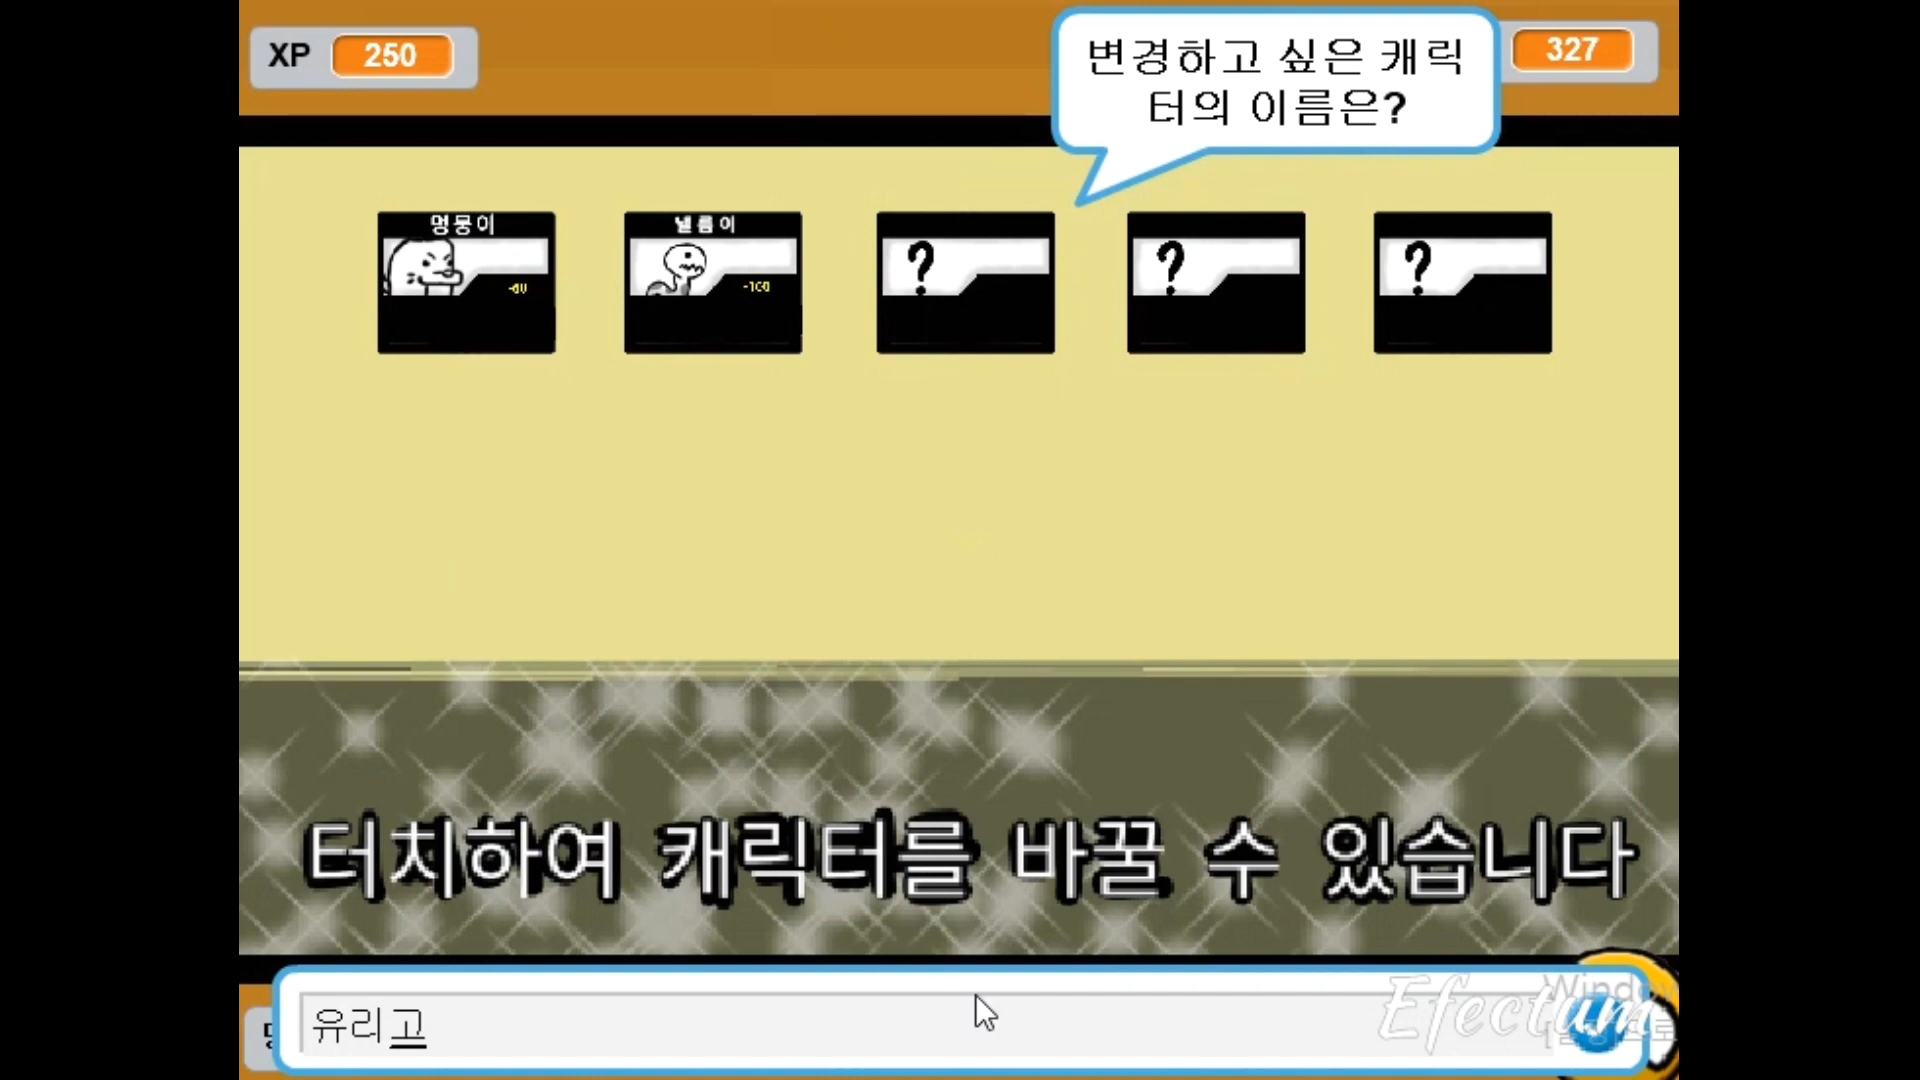 XP 250
327
변경하고 싶은 캐릭
터의 이름은?
멍뭉이
낼름이
-100
?
?
?
터치하여 캐릭터를 바꿀 수 있습니다
유리고
Efectum